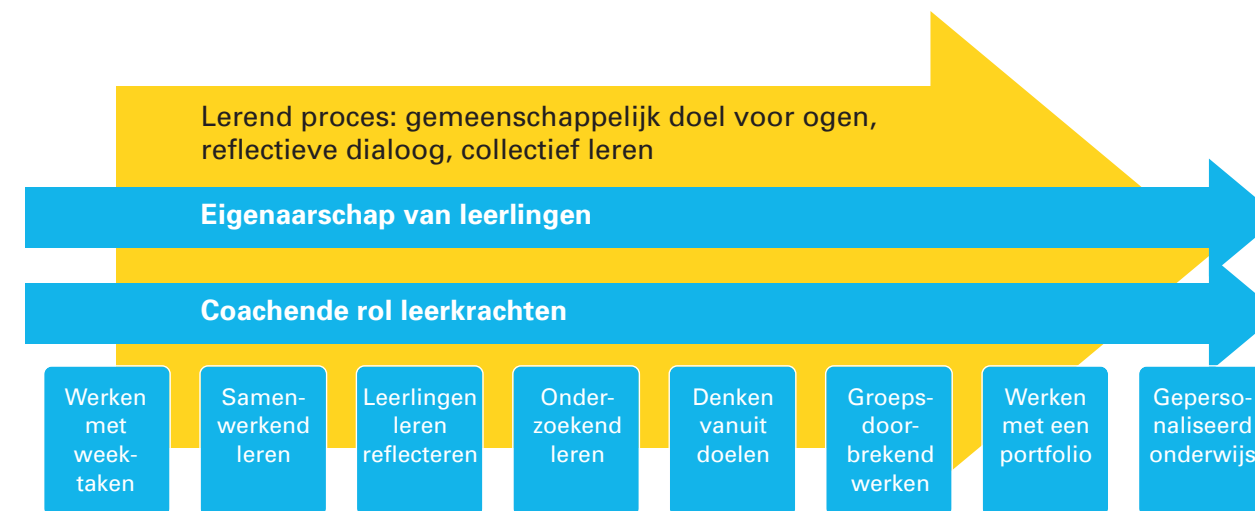 Lerend proces: gemeenschappelijk doel voor ogen,
reflectieve dialoog, collectief leren
Eigenaarschap van leerlingen
Coachende rol leerkrachten
Werken
met
week-
taken
Samen-
werkend
leren
Leerlingen
leren
reflecteren
Onder-
zoekend
leren
Denken
vanuit
doelen
Groeps-
door-
brekend
werken
Werken
met een
portfolio
Geperso-
naliseerd
onderwijs